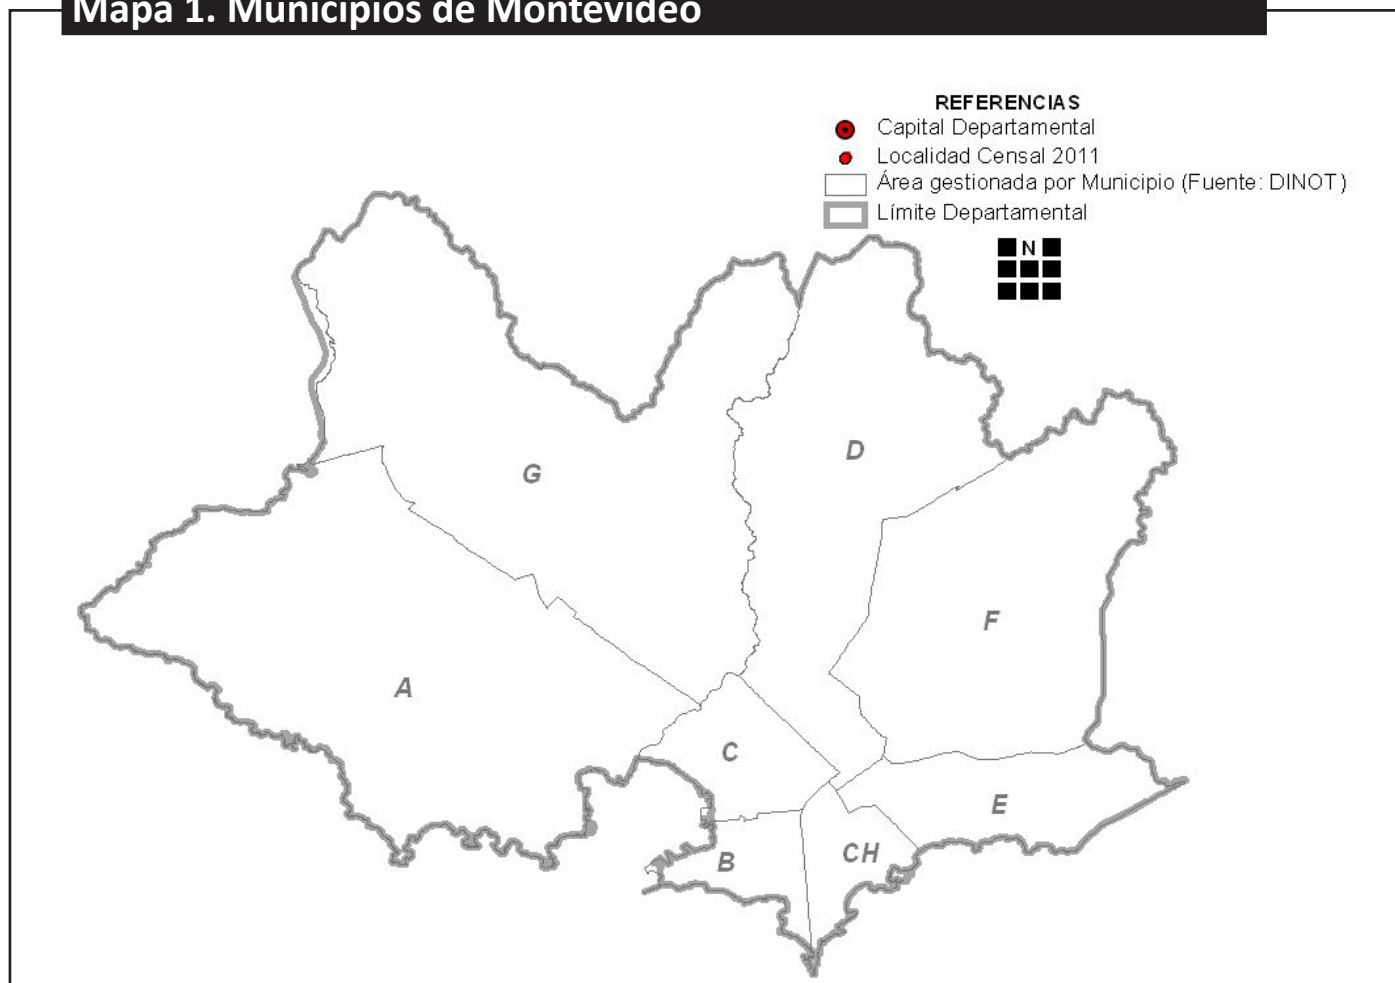 Mapa 1. Municipios de Montevideo
REFERENCIAS
Capital Departamental
Localidad Censal 2011
Área gestionada por Municipio (Fuente: DINOT)
Límite Departamental
N
G
D
F
A
C
E
B
CH